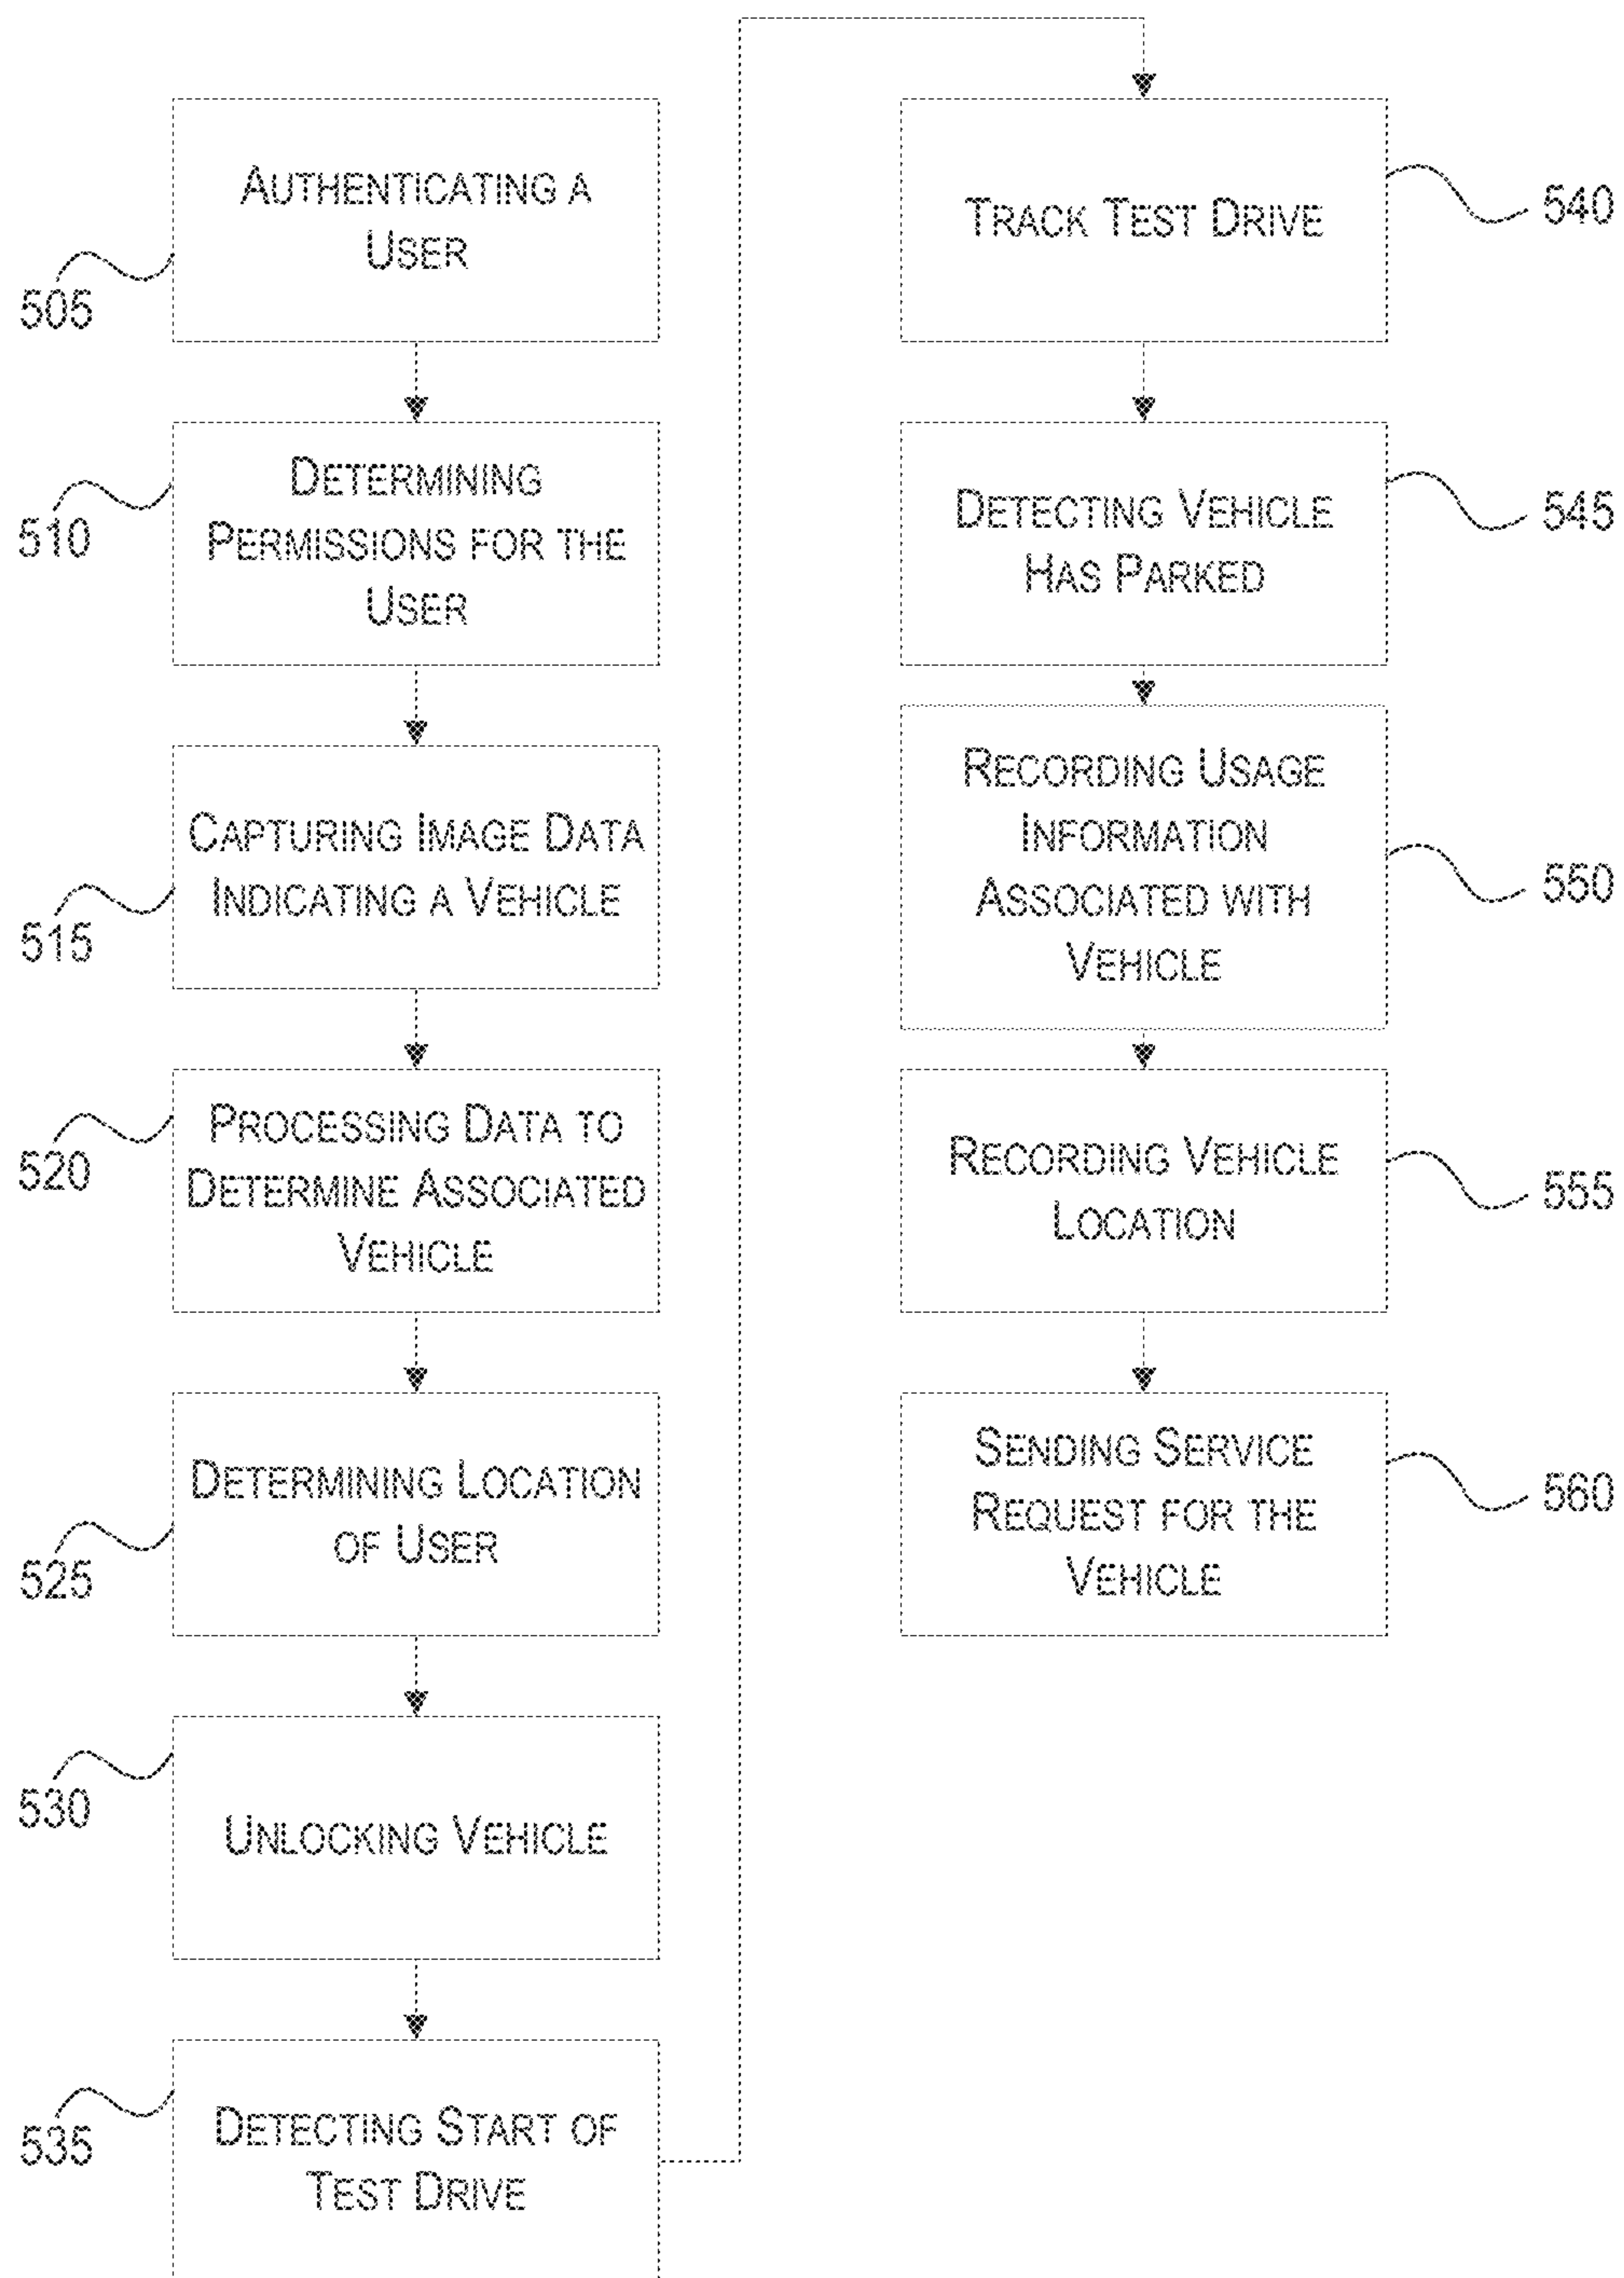 AUTHENTICATING A
USER
505
DETERMINING
PERMISSIONS FOR THE
USER
510
CAPTURING IMAGE DATA
INDICATING A VEHICLE
515
PROCESSING DATA TO
DETERMINE ASSOCIATED
VEHICLE
520
DETERMINING LOCATION
OF USER
525
UNLOCKING VEHICLE
530
DETECTING START OF
TEST DRIVE
535
TRACK TEST DRIVE
540
DETECTING VEHICLE
HAS PARKED
545
RECORDING USAGE
INFORMATION
ASSOCIATED WITH
VEHICLE
550
RECORDING VEHICLE
LOCATION
555
SENDING SERVICE
REQUEST FOR THE
VEHICLE
560